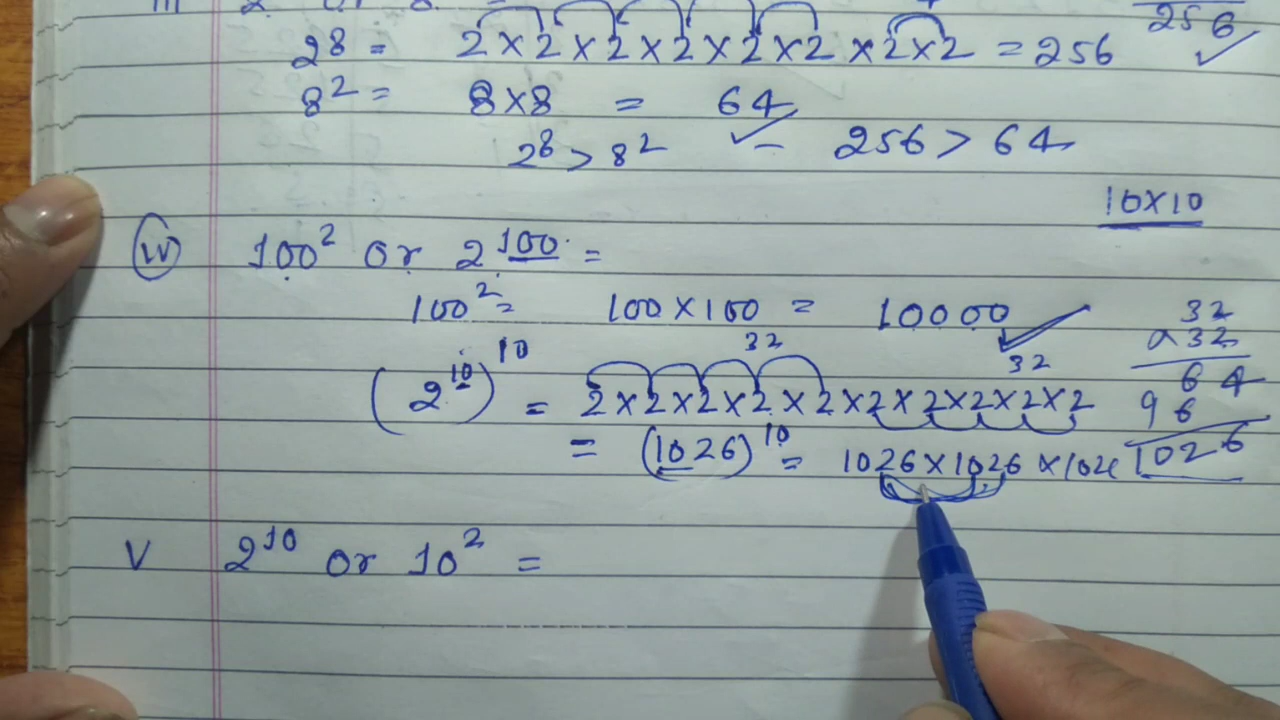 256
2⁸ = 2×2×2×2×2×2×2×2 = 256
8² = 8×8 = 64
2⁸ > 8² – 256 > 64
10×10
iv 100² or 2¹⁰⁰ =
100² = 100×100 = 10000
32
×32
64
96
1026
32 32
(2¹⁰)¹⁰ = 2×2×2×2×2×2×2×2×2×2
= (1026)¹⁰ = 1026×1026×102
V 2¹⁰ or 10² =